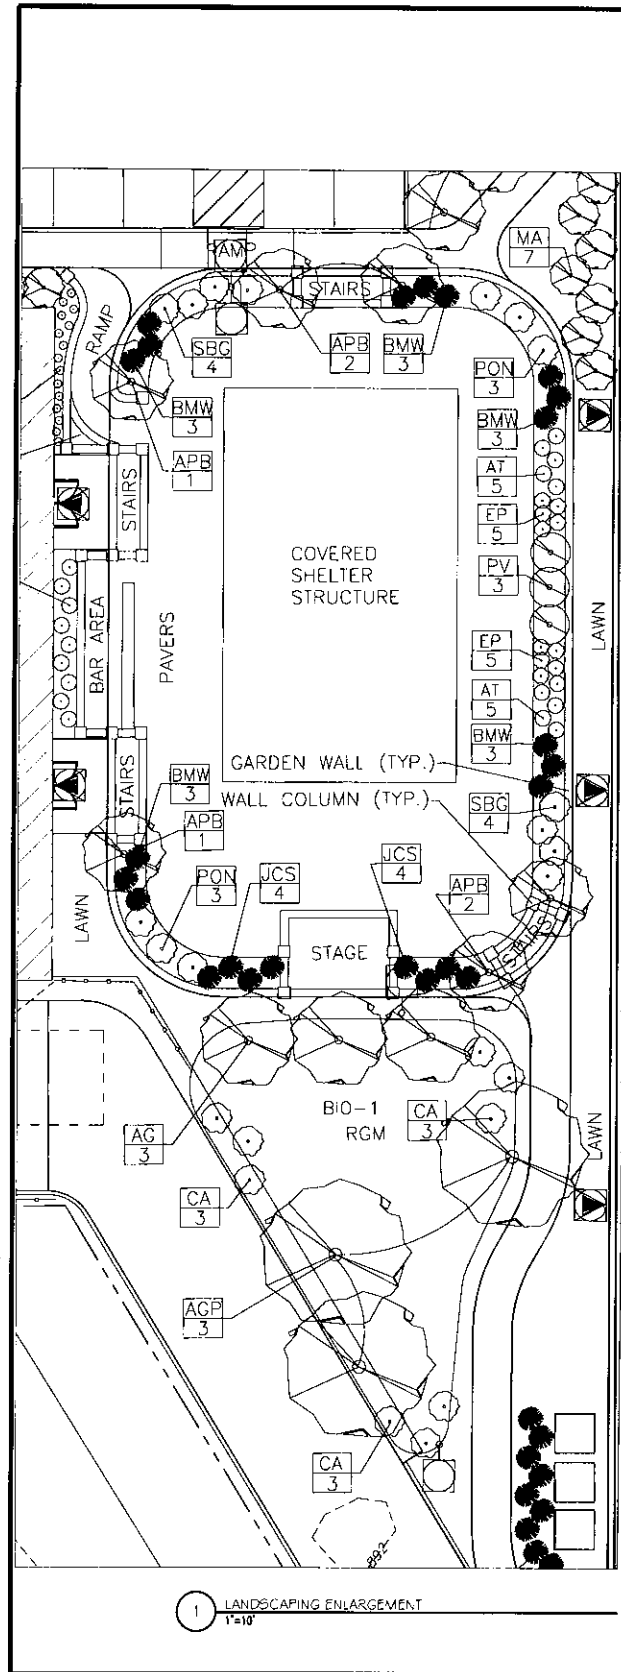 AM
MA
7
STAIRS
RAMP
SBG
4
APB
2
BMW
3
PON
3
BMW
3
BMW
3
APB
1
AT
5
STAIRS
EP
5
COVERED
SHELTER
STRUCTURE
PV
3
LAWN
BAR AREA
PAVERS
EP
5
AT
5
BMW
3
GARDEN WALL (TYP.)
STAIRS
BMW
3
WALL COLUMN (TYP.)
SBG
4
APB
1
PON
3
JCS
4
JCS
4
APB
2
LAWN
STAGE
STAIRS
BIO-1
RGM
CA
3
AG
3
LAWN
CA
3
AGP
3
CA
3
892
1
LANDSCAPING ENLARGEMENT
1"=10'